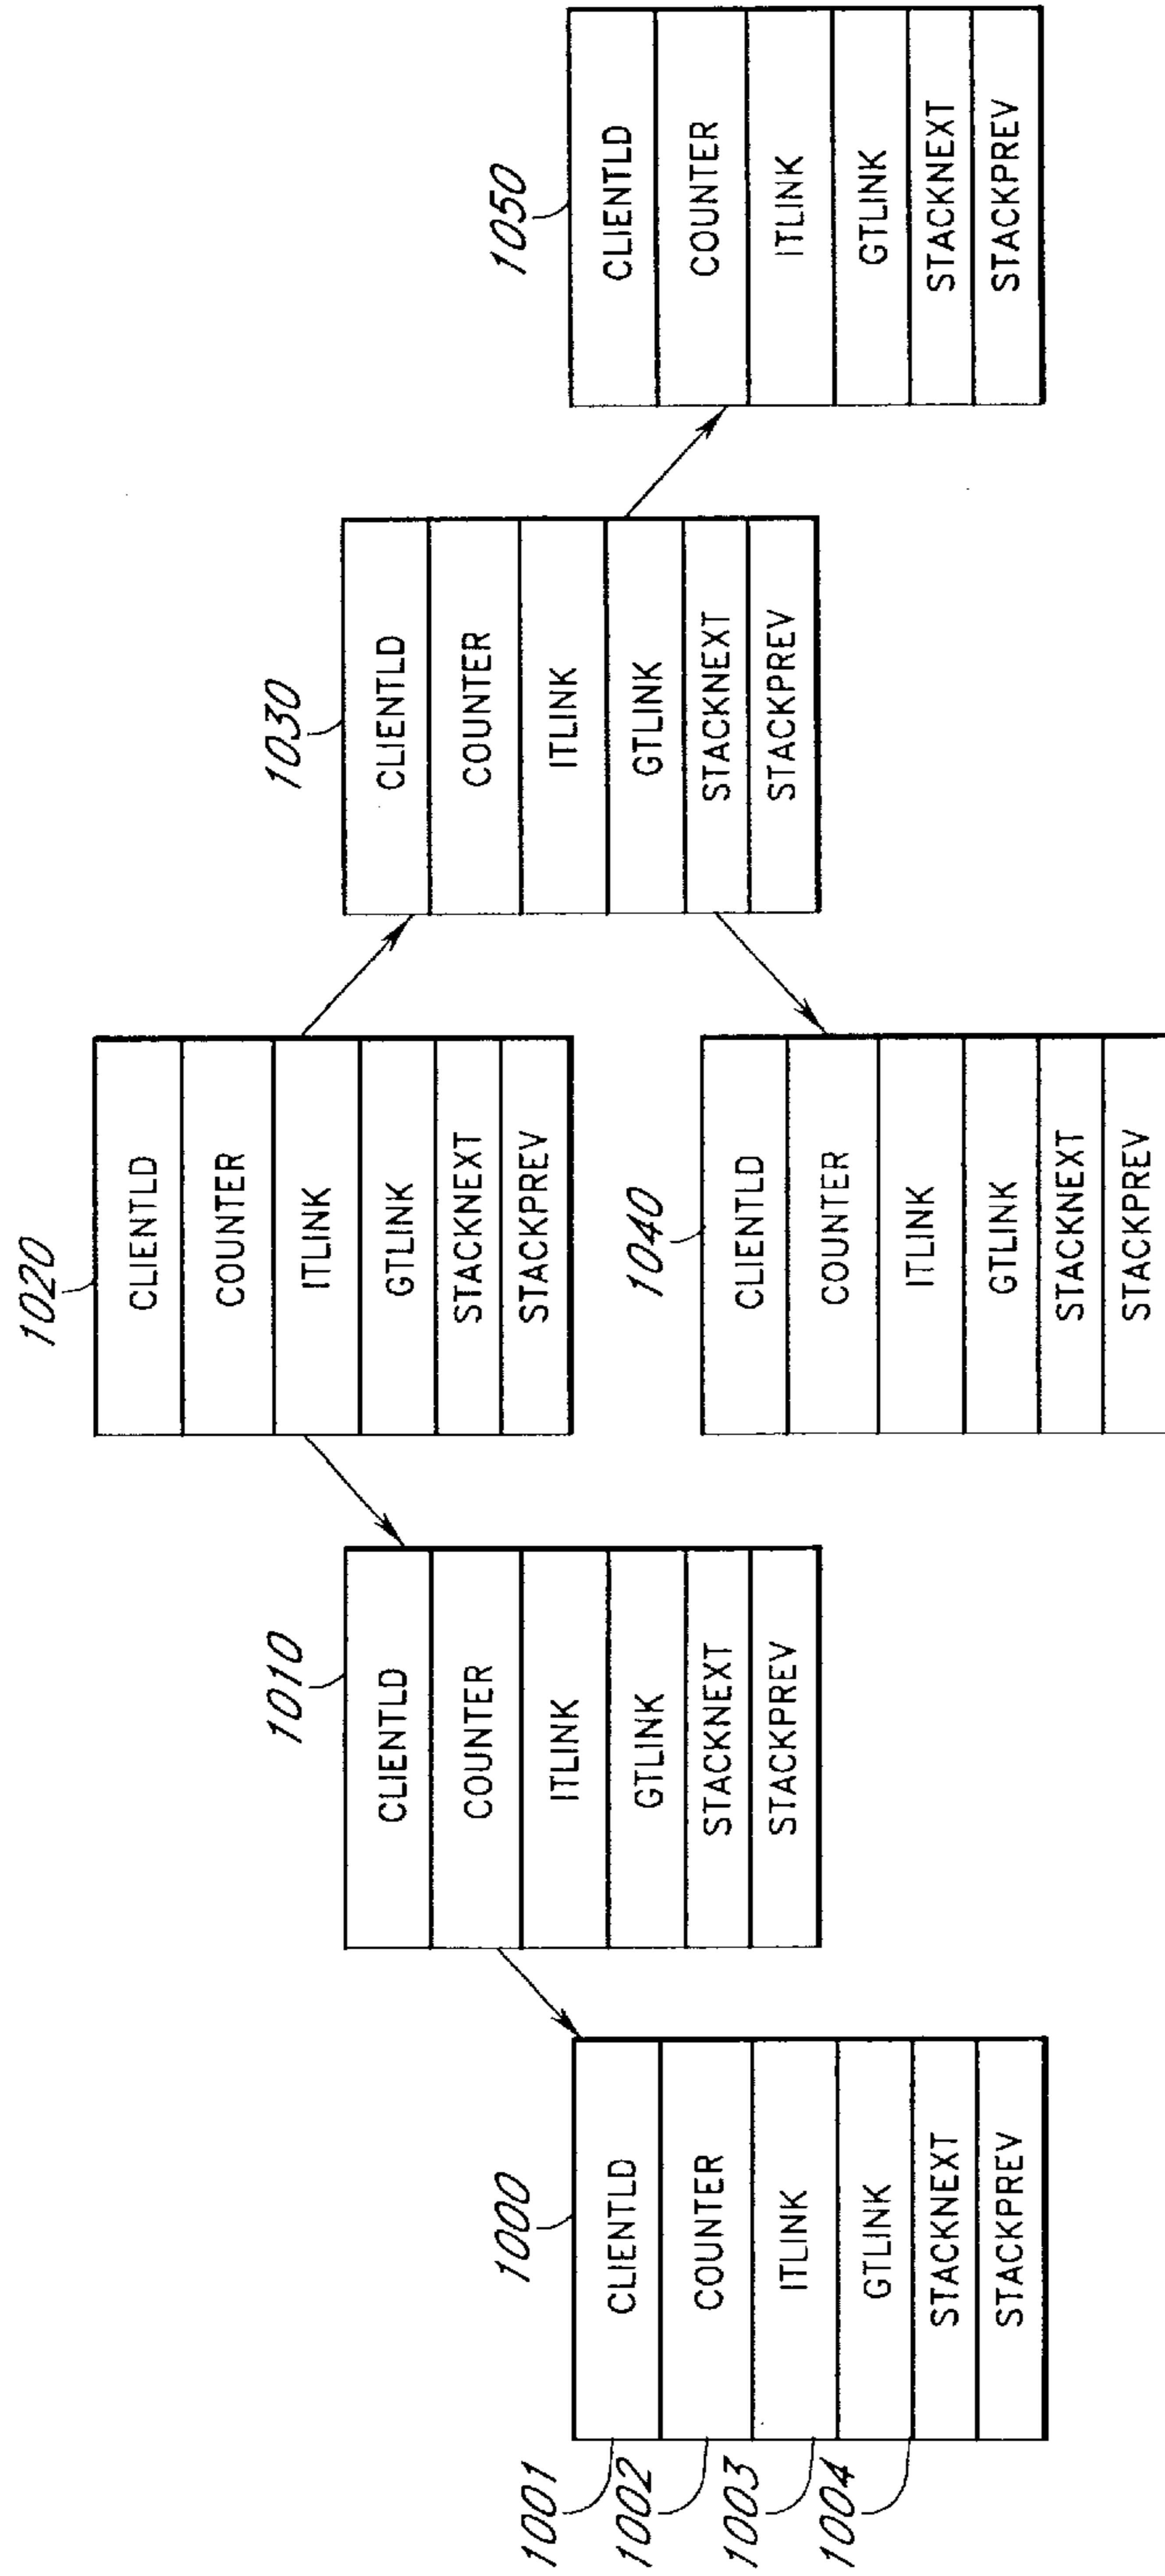 1020
CLIENTLD
COUNTER
ITLINK
GTLINK
STACKNEXT
STACKPREV
1010
CLIENTLD
COUNTER
ITLINK
GTLINK
STACKNEXT
STACKPREV
1030
CLIENTLD
COUNTER
ITLINK
GTLINK
STACKNEXT
STACKPREV
1000
1001
CLIENTLD
1002
COUNTER
1003
ITLINK
1004
GTLINK
STACKNEXT
STACKPREV
1050
CLIENTLD
COUNTER
ITLINK
GTLINK
STACKNEXT
STACKPREV
1040
CLIENTLD
COUNTER
ITLINK
GTLINK
STACKNEXT
STACKPREV